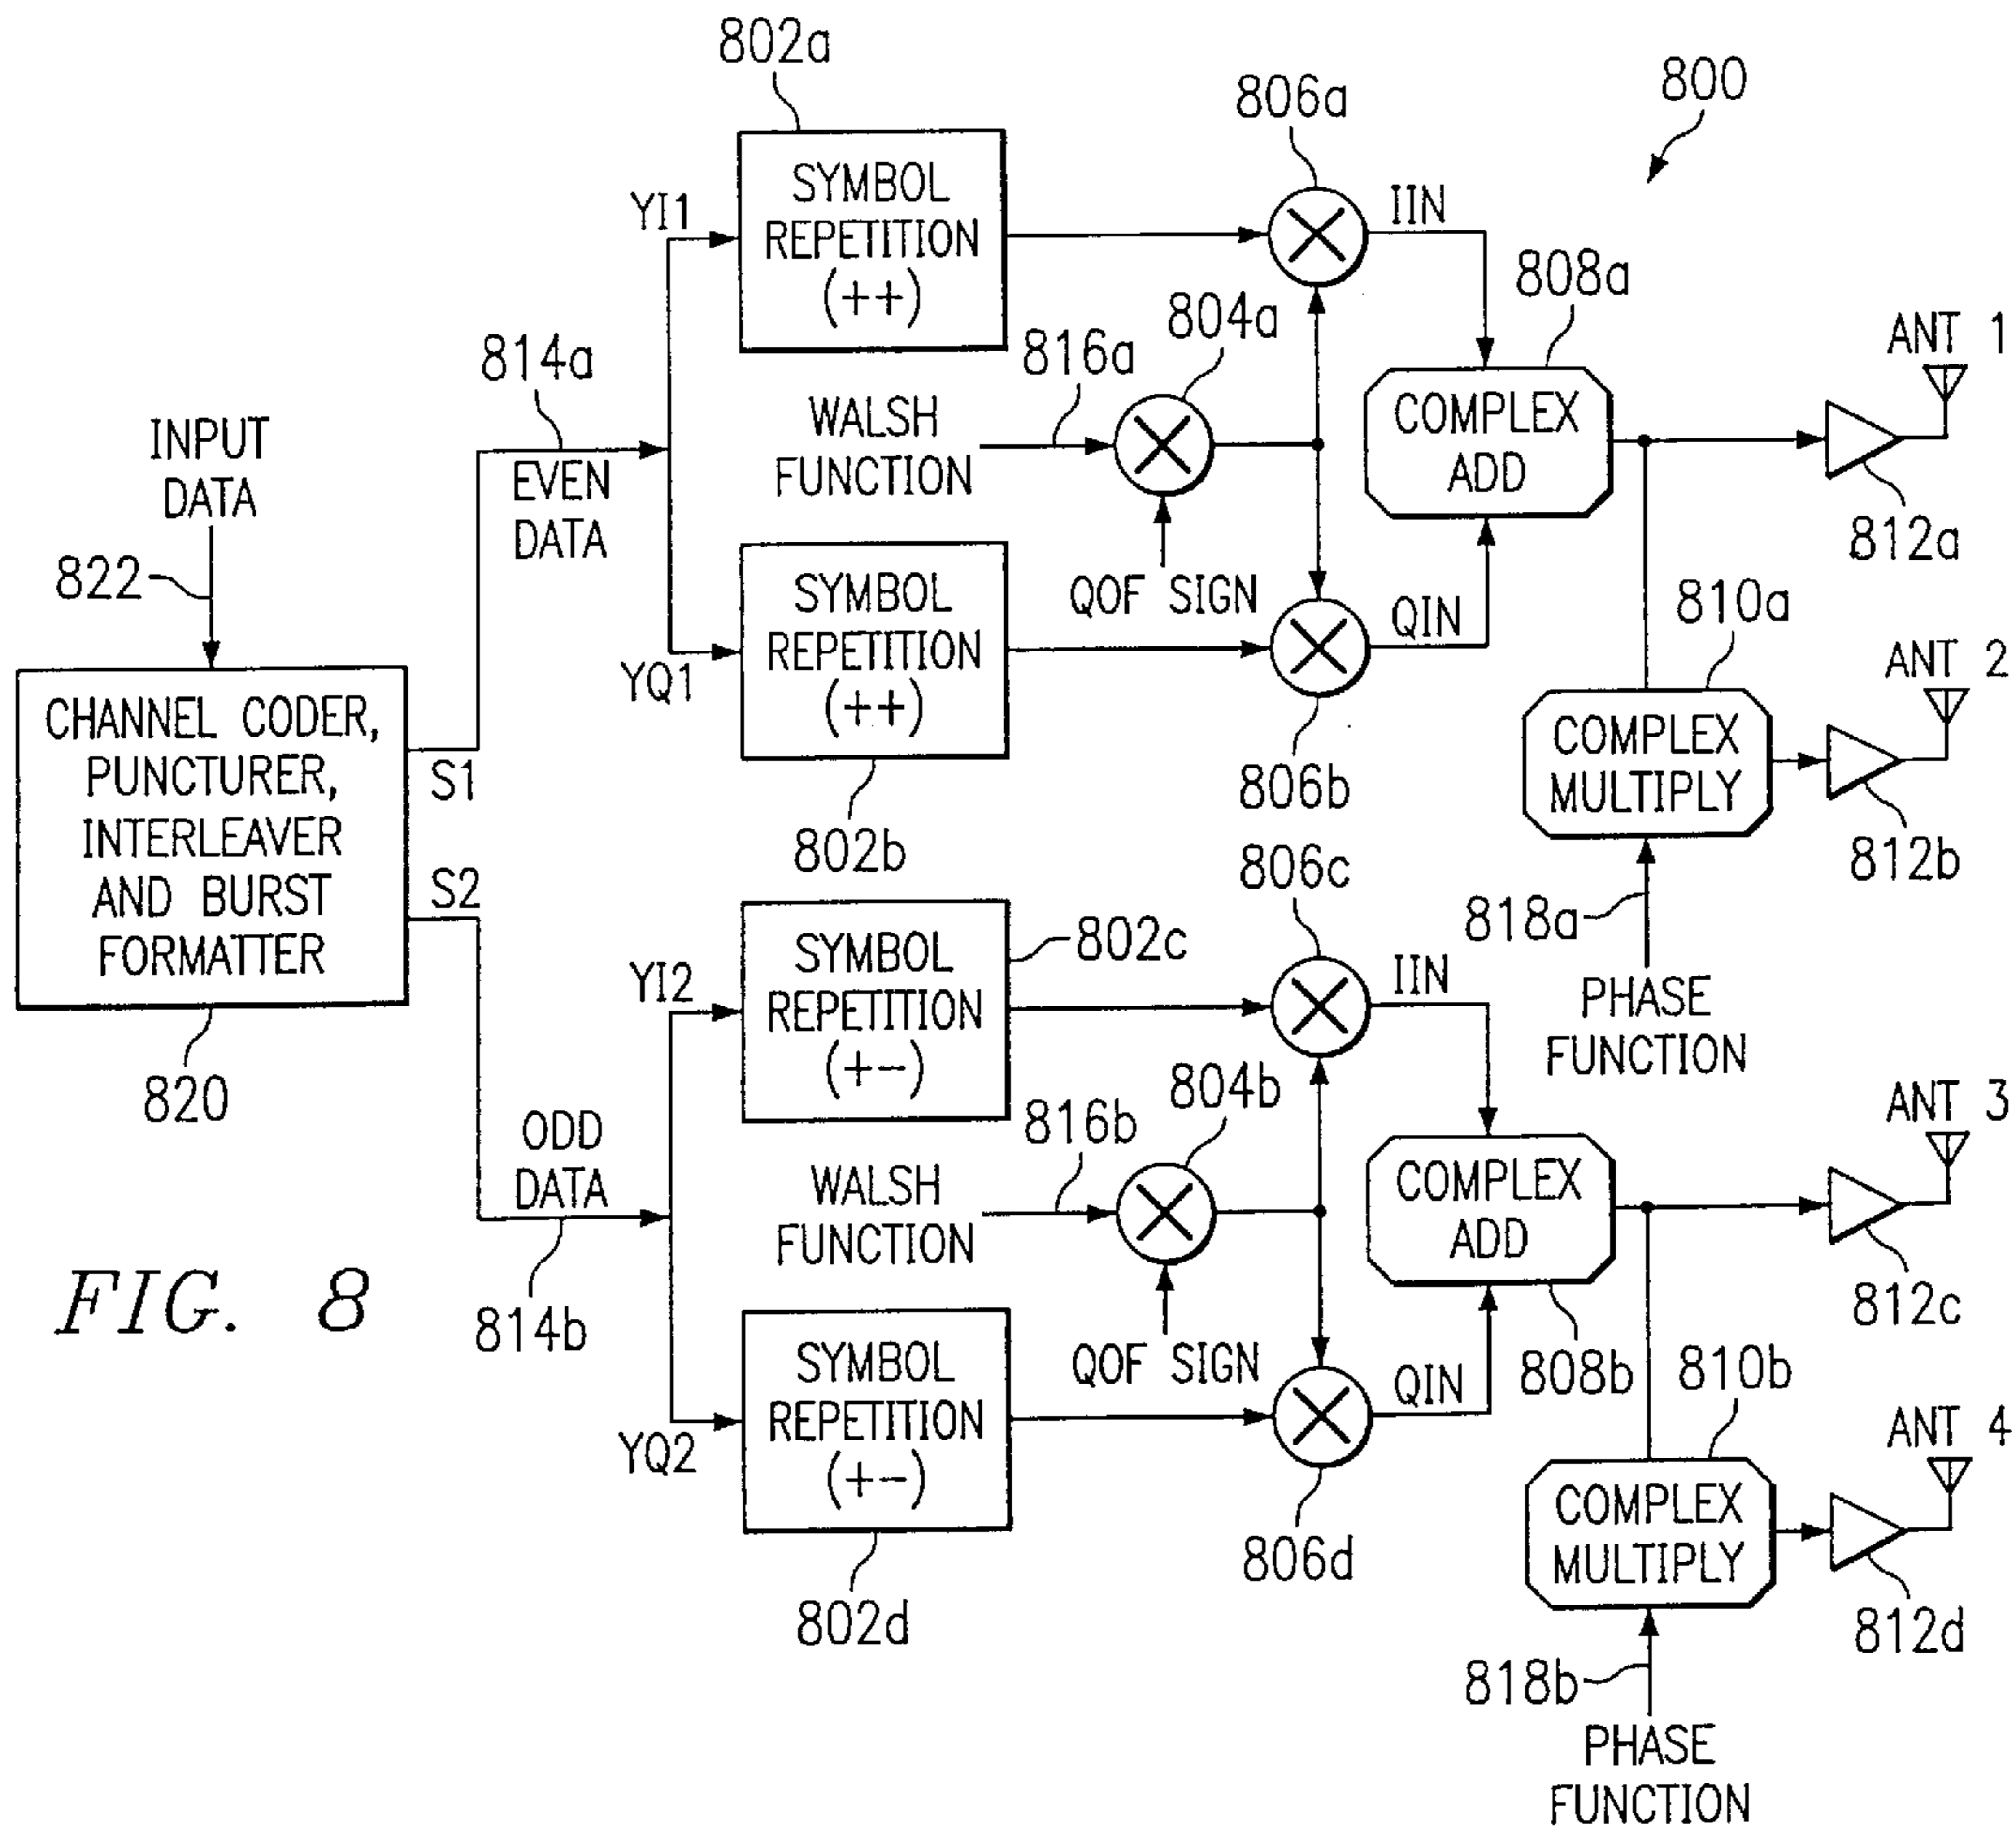 802a
806a
800
SYMBOL
REPETITION
(++)
YI1
IIN
808a
804a
814a
816a
ANT 1
WALSH
FUNCTION
COMPLEX
ADD
INPUT
DATA
EVEN
DATA
812a
822
QOF SIGN
SYMBOL
REPETITION
(++)
YQ1
QIN
810a
ANT 2
CHANNEL CODER,
PUNCTURER,
INTERLEAVER
AND BURST
FORMATTER
S1
S2
806b
COMPLEX
MULTIPLY
802b
812b
806c
818a
SYMBOL
REPETITION
(+-)
802c
YI2
IIN
PHASE
FUNCTION
820
804b
816b
ANT 3
ODD
DATA
WALSH
FUNCTION
COMPLEX
ADD
FIG. 8
814b
812c
QOF SIGN
808b
810b
SYMBOL
REPETITION
(+-)
YQ2
QIN
ANT 4
COMPLEX
MULTIPLY
806d
802d
812d
818b
PHASE
FUNCTION